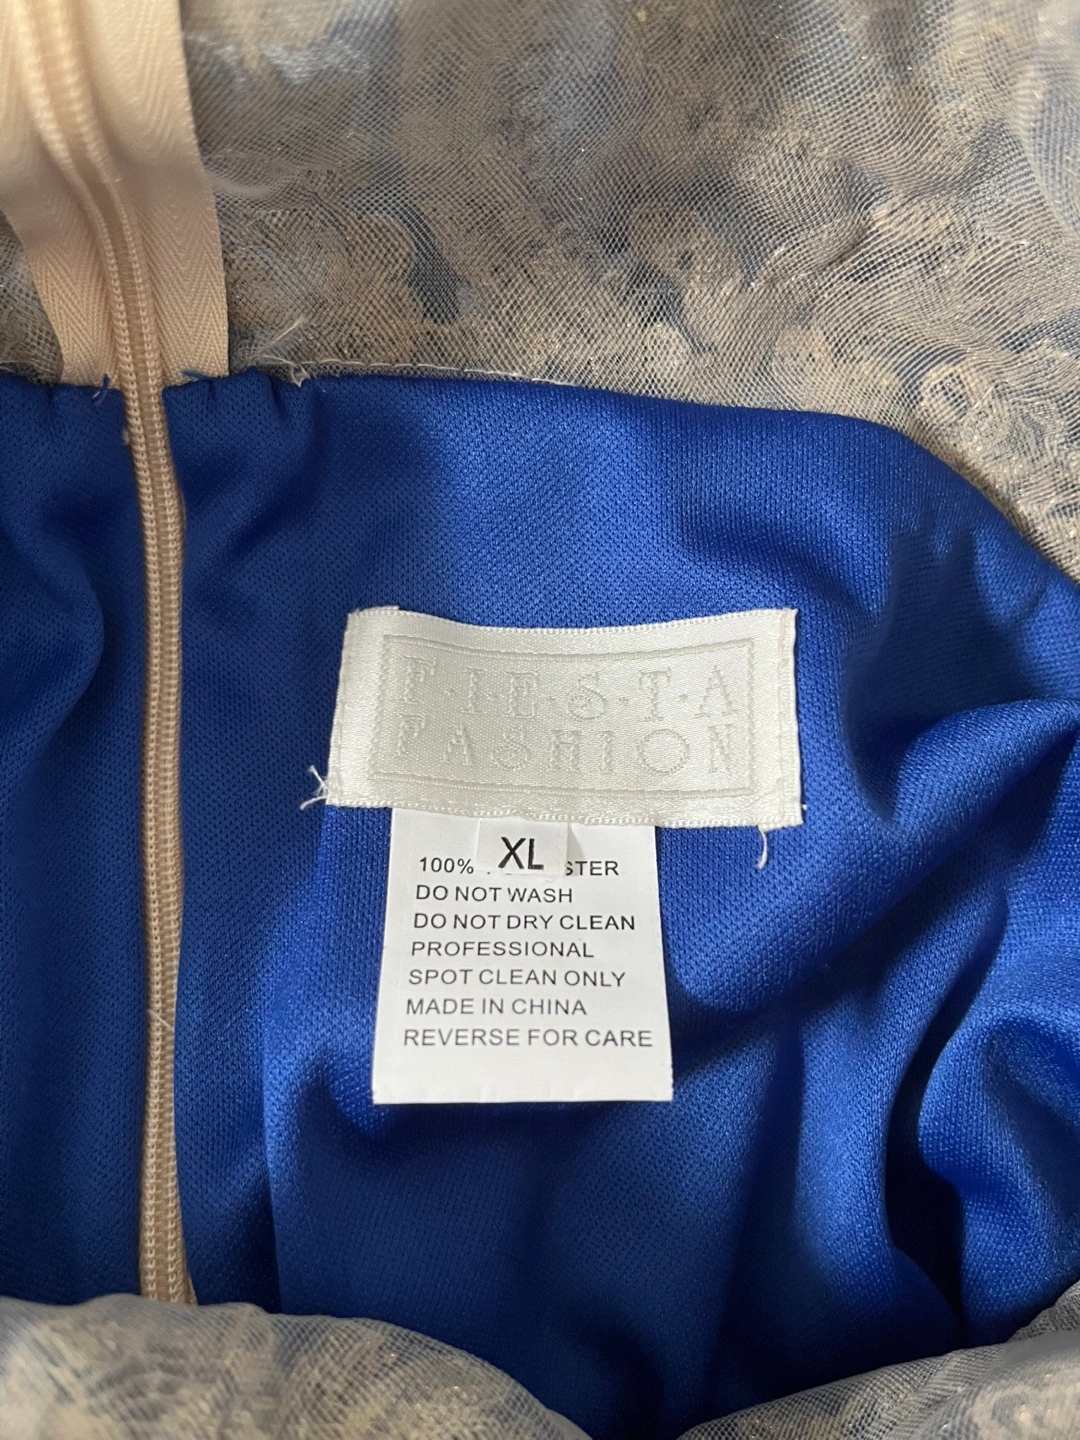 F·I·E·S·T·A
FASHION
XL
100% STER
DO NOT WASH
DO NOT DRY CLEAN
PROFESSIONAL
SPOT CLEAN ONLY
MADE IN CHINA
REVERSE FOR CARE